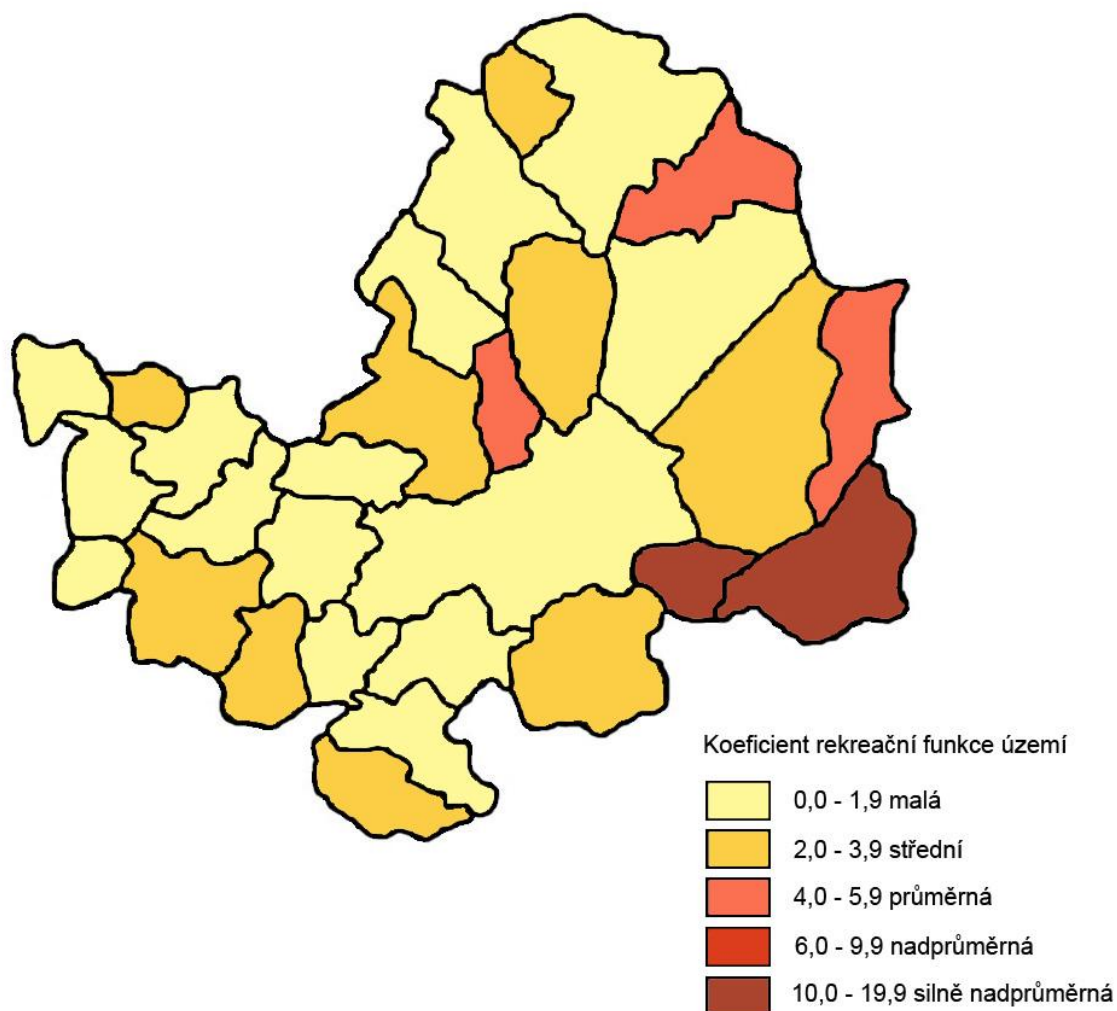 Koeficient rekreační funkce území
0,0 - 1,9 malá
2,0 - 3,9 střední
4,0 - 5,9 průměrná
6,0 - 9,9 nadprůměrná
10,0 - 19,9 silně nadprůměrná